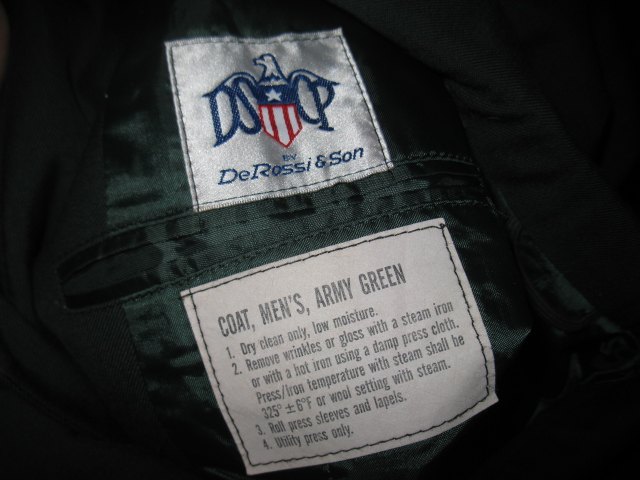 DSCP
BY
DeRossi & Son
COAT, MEN'S, ARMY GREEN
1. Dry clean only, low moisture.
2. Remove wrinkles or gloss with a steam iron
or with a hot iron using a damp press cloth.
Press/Iron temperature with steam shall be
325° ±6°F or wool setting with steam.
3. Roll press sleeves and lapels.
4. Utility press only.